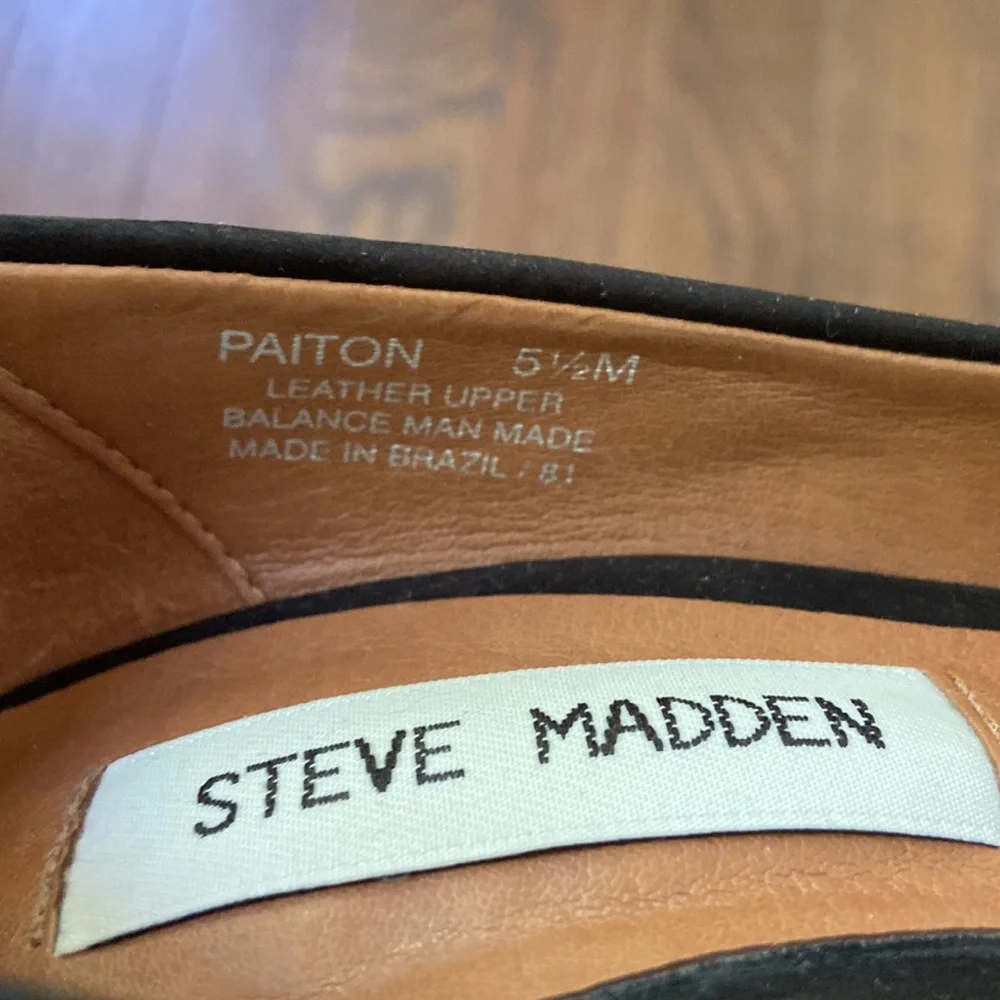 PAITON 5½M
LEATHER UPPER
BALANCE MAN MADE
MADE IN BRAZIL / 81
STEVE MADDEN